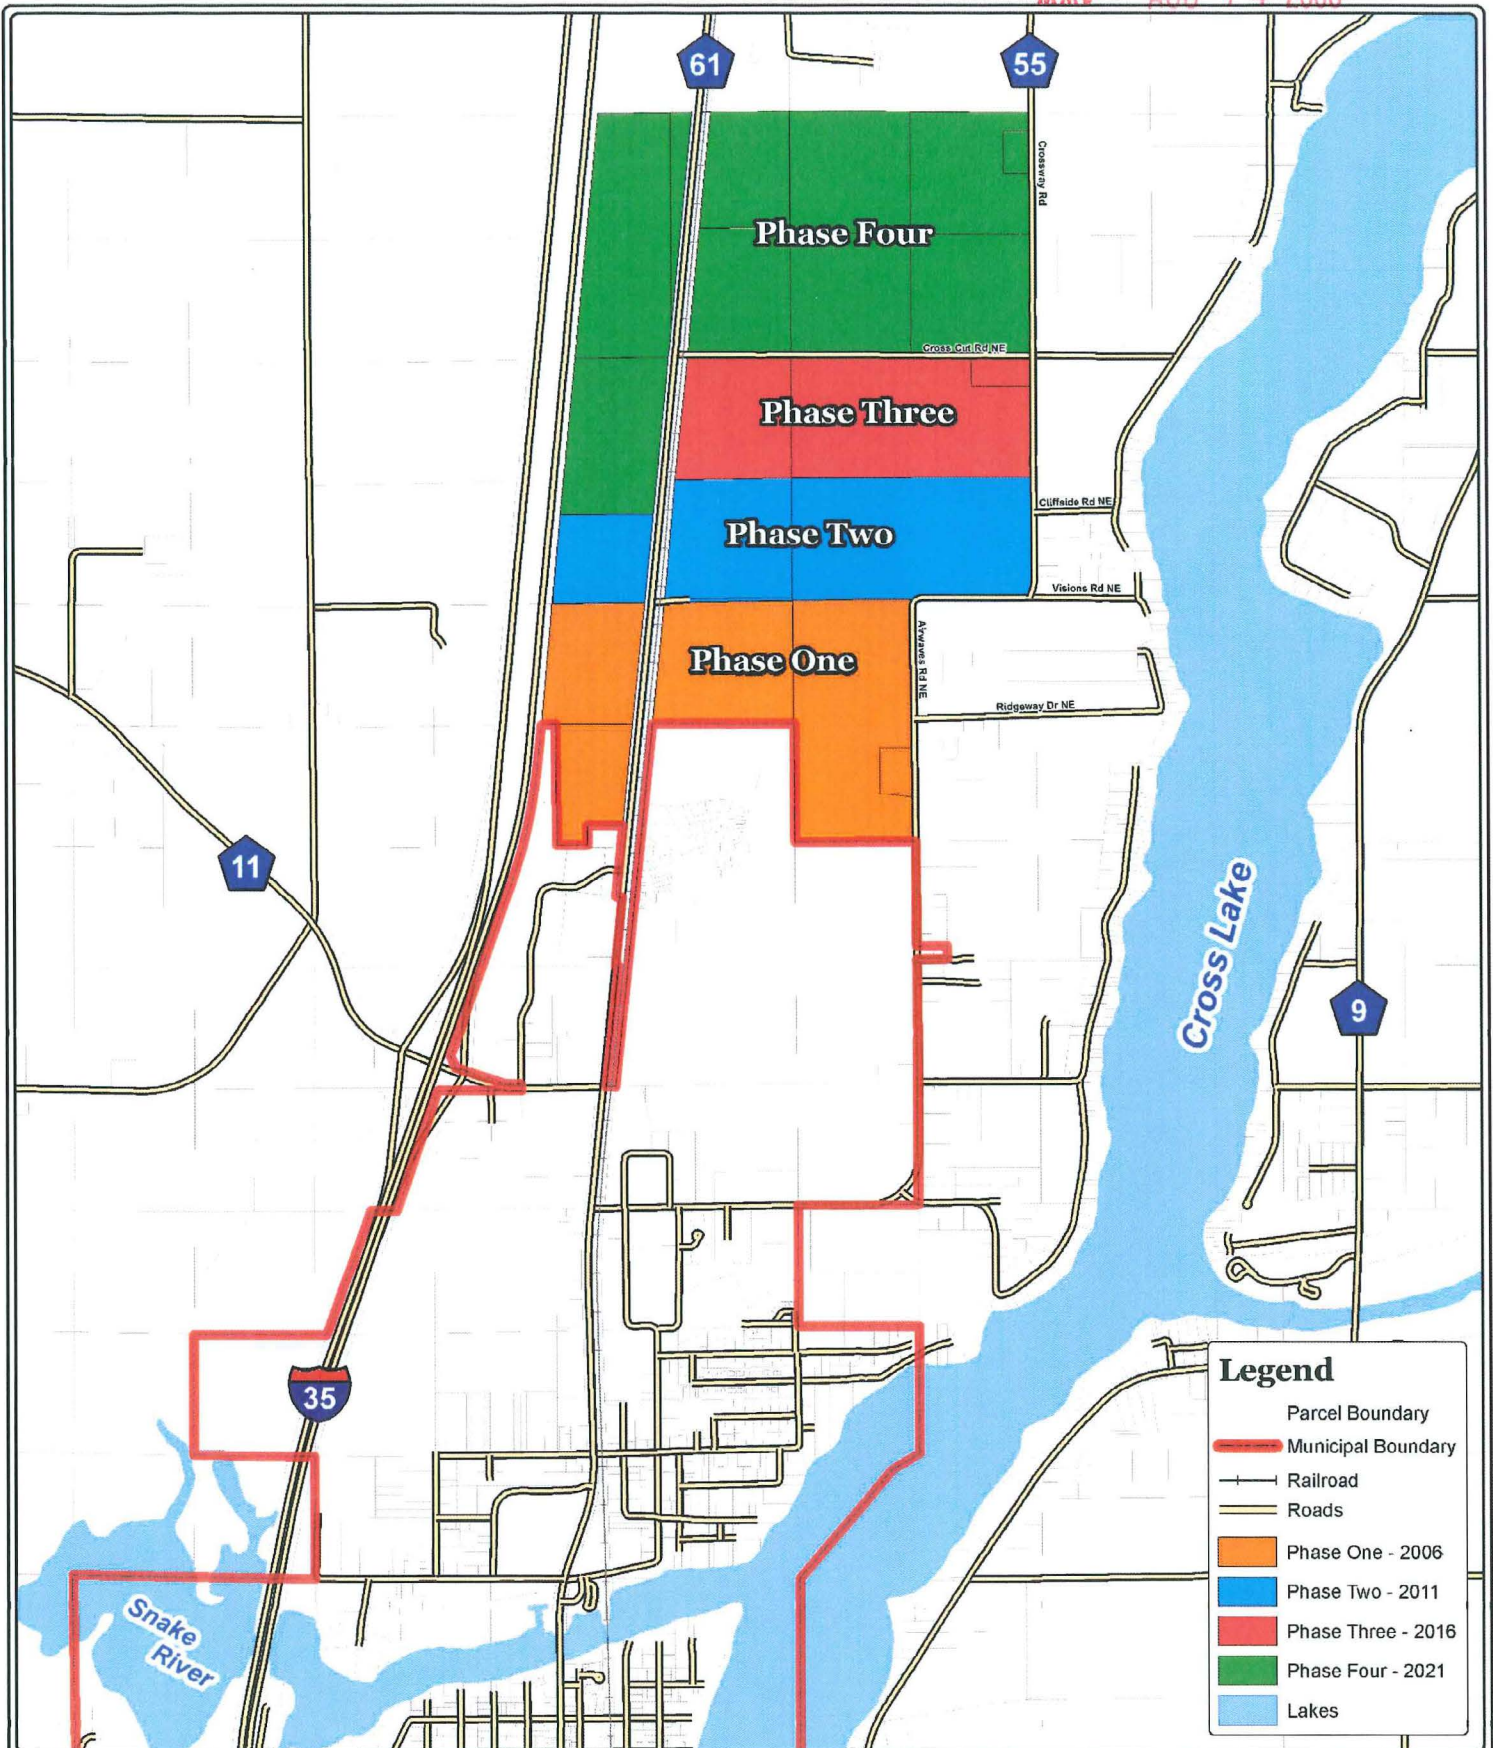 61
55
Crossway Rd
Phase Four
Cross Cut Rd NE
Phase Three
Cliffside Rd NE
Phase Two
Visions Rd NE
Phase One
Airwaves Rd NE
Ridgeway Dr NE
11
Cross Lake
9
35
Snake
River
Legend
Parcel Boundary
Municipal Boundary
Railroad
Roads
Phase One - 2006
Phase Two - 2011
Phase Three - 2016
Phase Four - 2021
Lakes